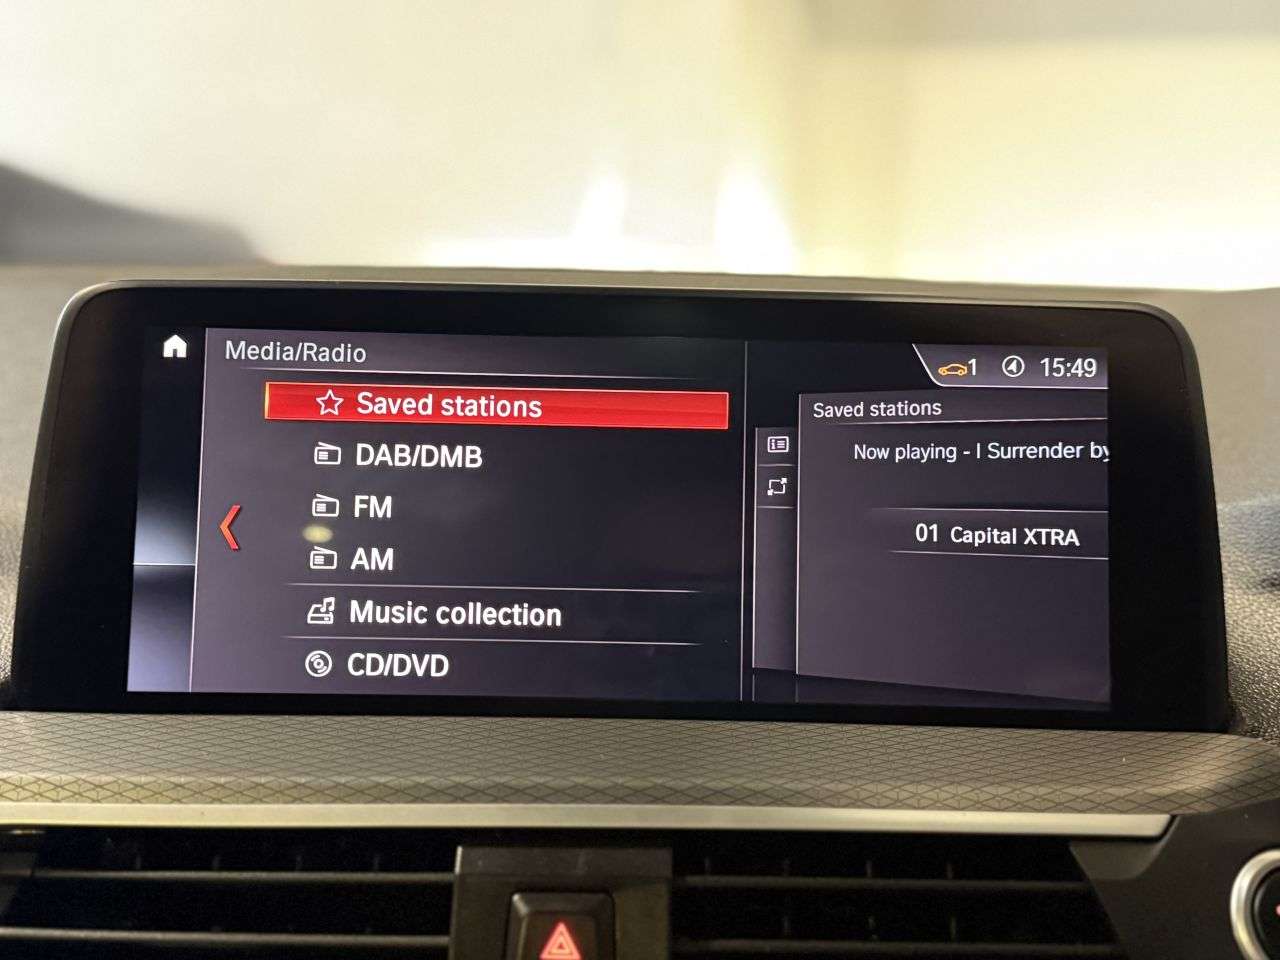 Media/Radio
Saved stations
DAB/DMB
FM
AM
Music collection
CD/DVD
1 15:49
Saved stations
Now playing - I Surrender by
01 Capital XTRA